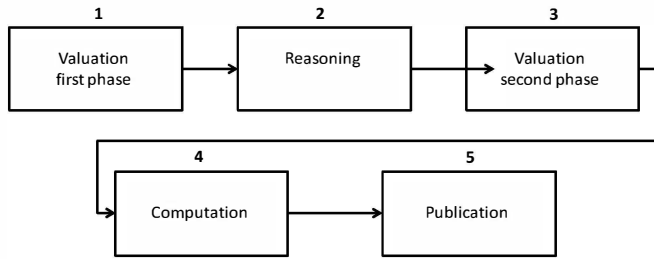 1
2
3
Valuation
first phase
Reasoning
Valuation
second phase
4
5
Computation
Publication